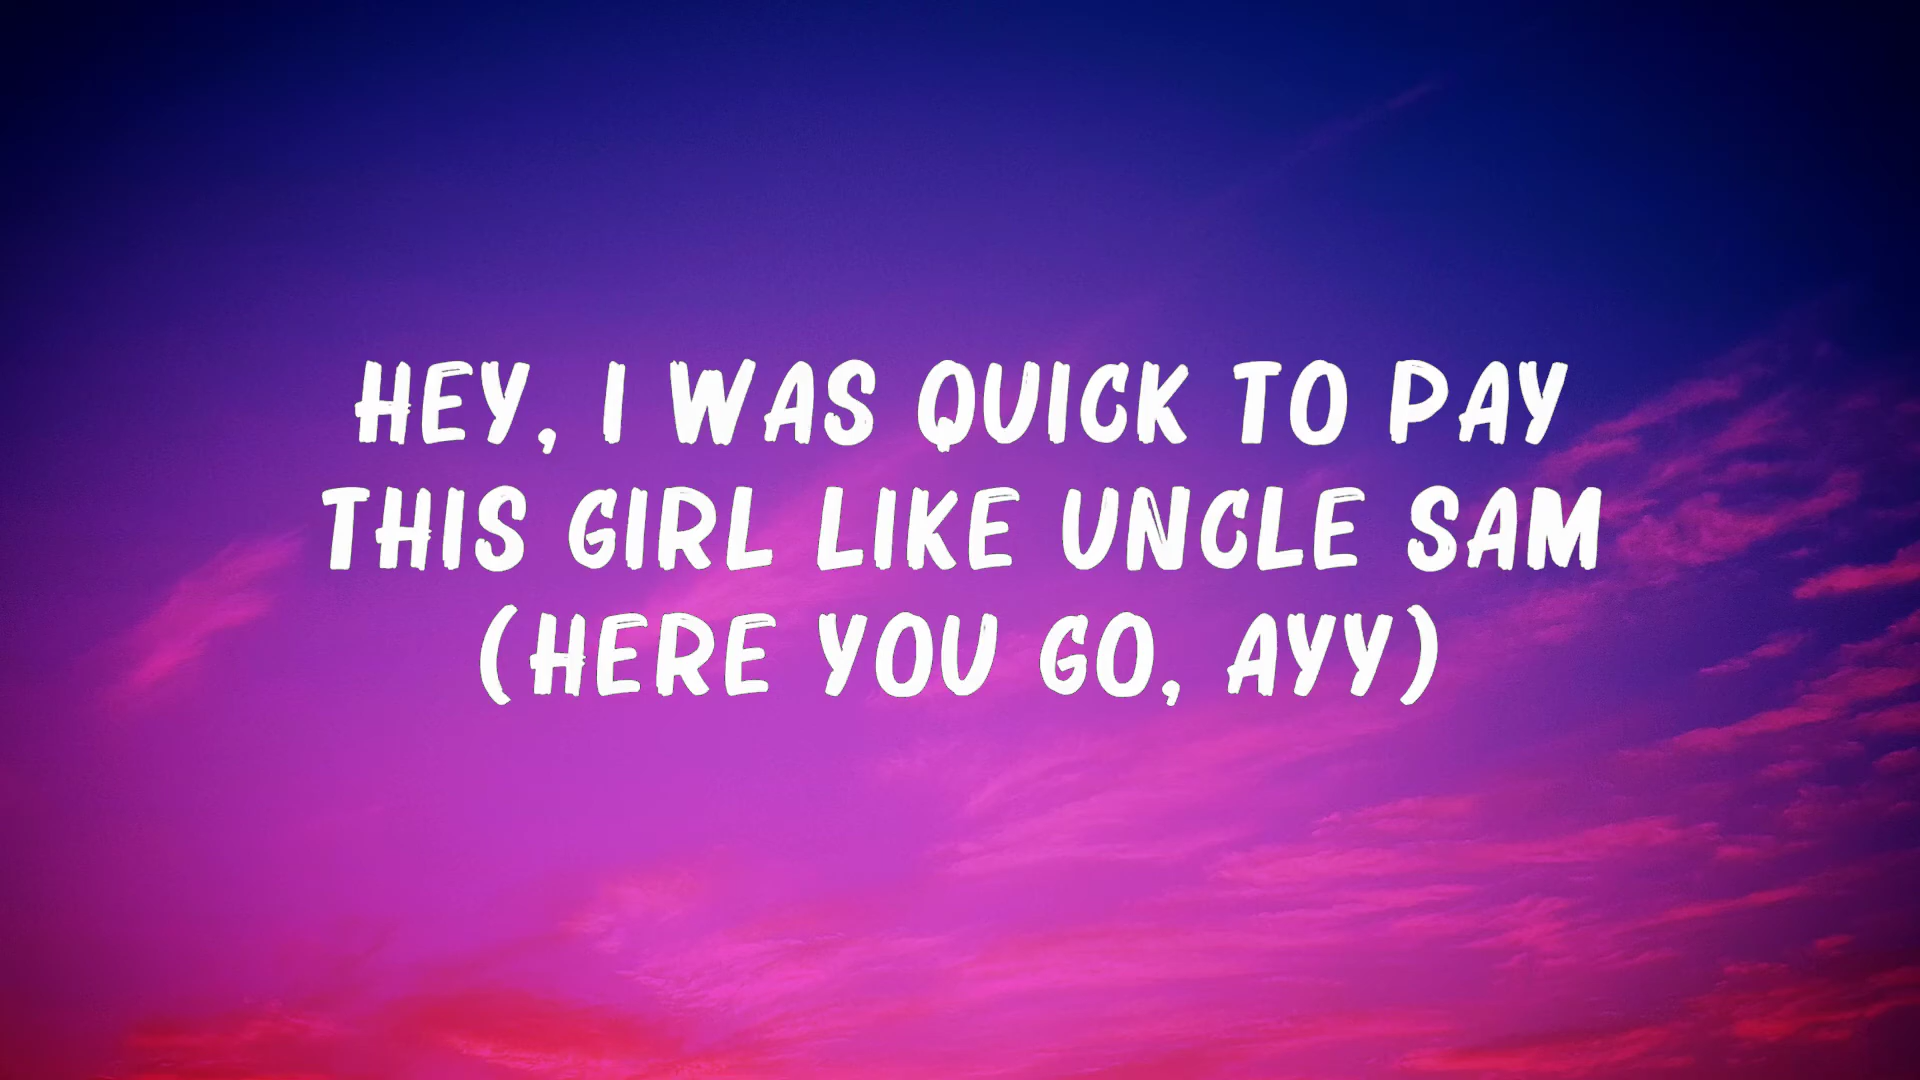 HEY, I WAS QUICK TO PAY
THIS GIRL LIKE UNCLE SAM
(HERE YOU GO, AYY)